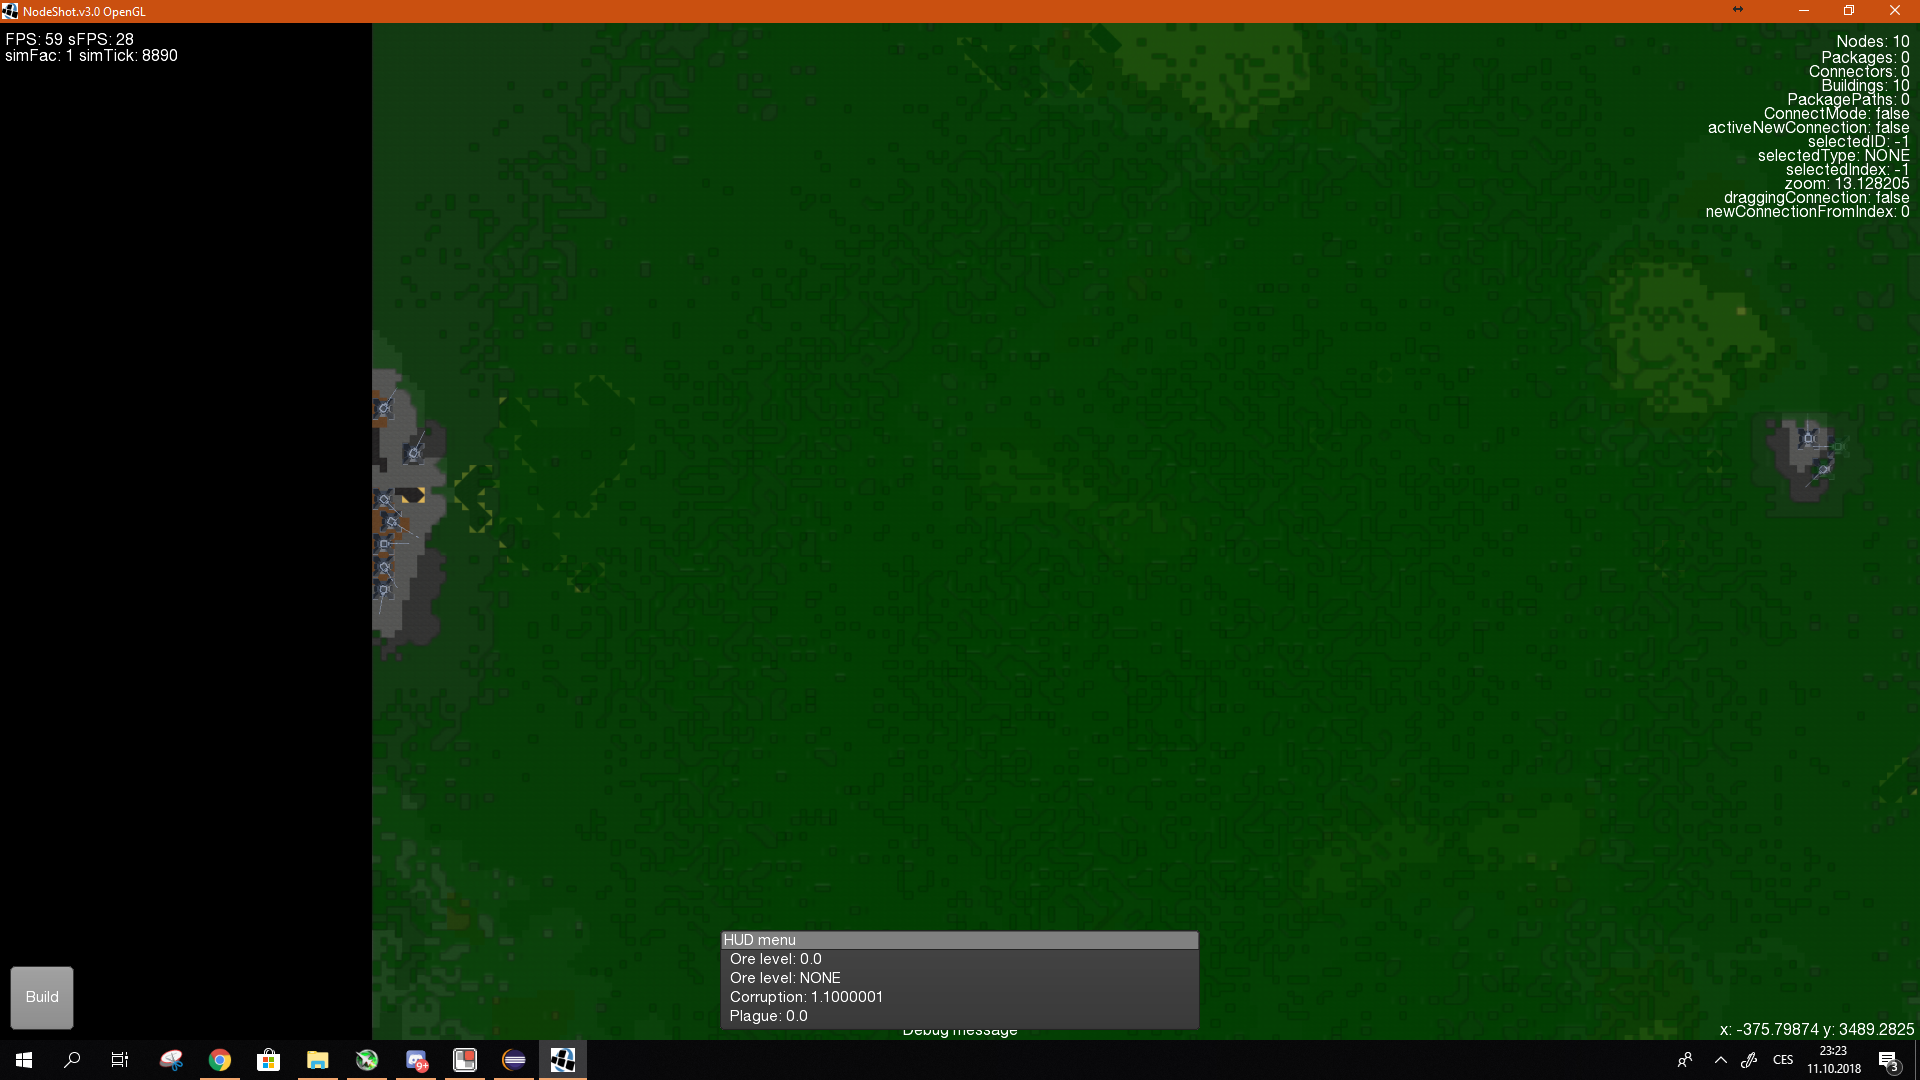 NodeShot.v3.0 OpenGL
FPS: 59 sFPS: 28
simFac: 1 simTick: 8890
Nodes: 10
Packages: 0
Connectors: 0
Buildings: 10
PackagePaths: 0
ConnectMode: false
activeNewConnection: false
selectedID: -1
selectedType: NONE
selectedIndex: -1
zoom: 13.128205
draggingConnection: false
newConnectionFromIndex: 0
HUD menu
Ore level: 0.0
Ore level: NONE
Corruption: 1.1000001
Plague: 0.0
Build
Debug message
x: -375.79874 y: 3489.2825
9+
CES
23:23
11.10.2018
3